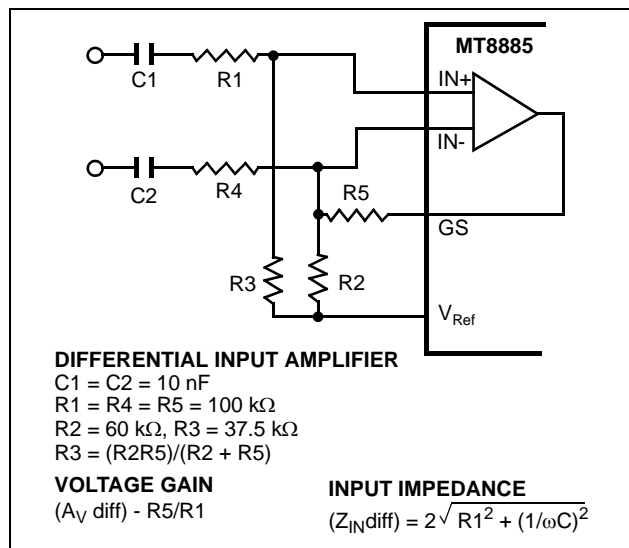 MT8885
C1
R1
IN+
IN-
C2
R4
R5
GS
R3
R2
VRef
DIFFERENTIAL INPUT AMPLIFIER
C1 = C2 = 10 nF
R1 = R4 = R5 = 100 kΩ
R2 = 60 kΩ, R3 = 37.5 kΩ
R3 = (R2R5)/(R2 + R5)
VOLTAGE GAIN
(AV diff) - R5/R1
INPUT IMPEDANCE
(ZINdiff) = 2√R1² + (1/ωC)²